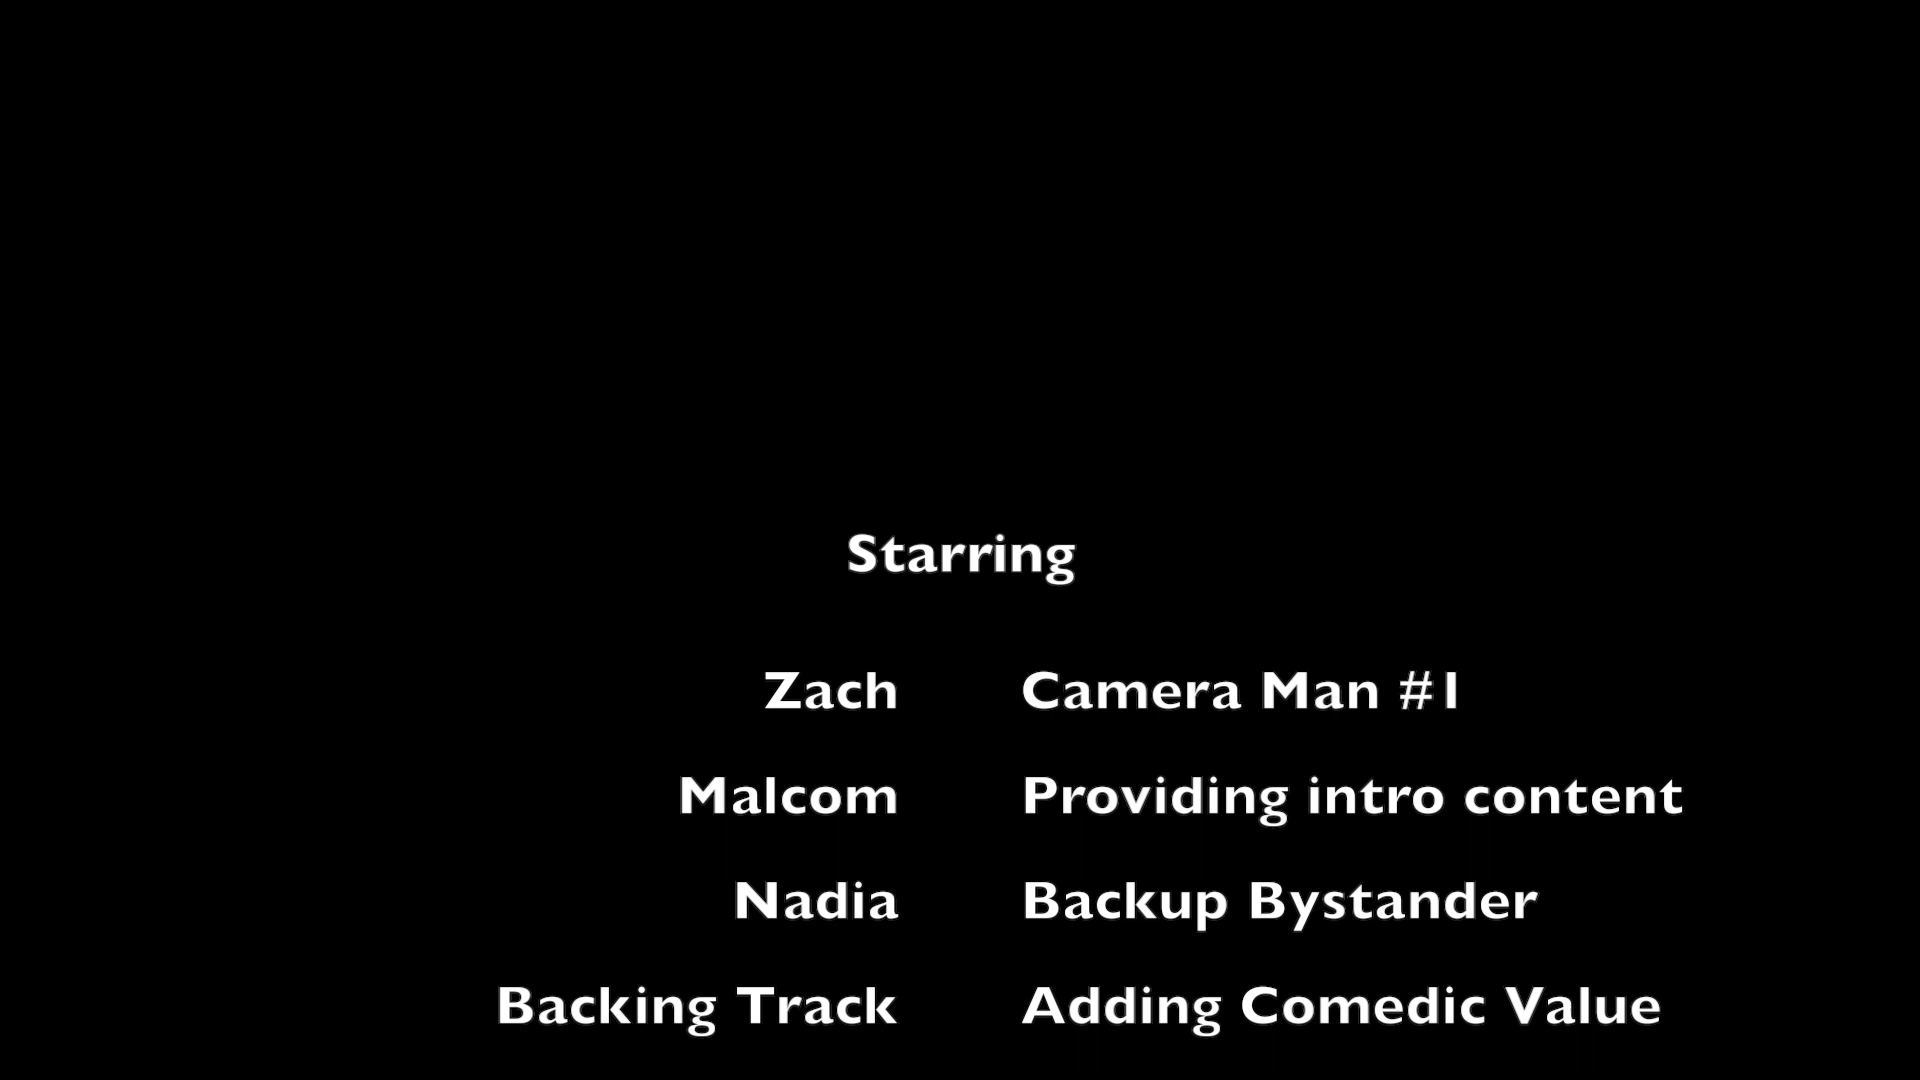 Starring
Zach Camera Man #1
Malcom Providing intro content
Nadia Backup Bystander
Backing Track Adding Comedic Value